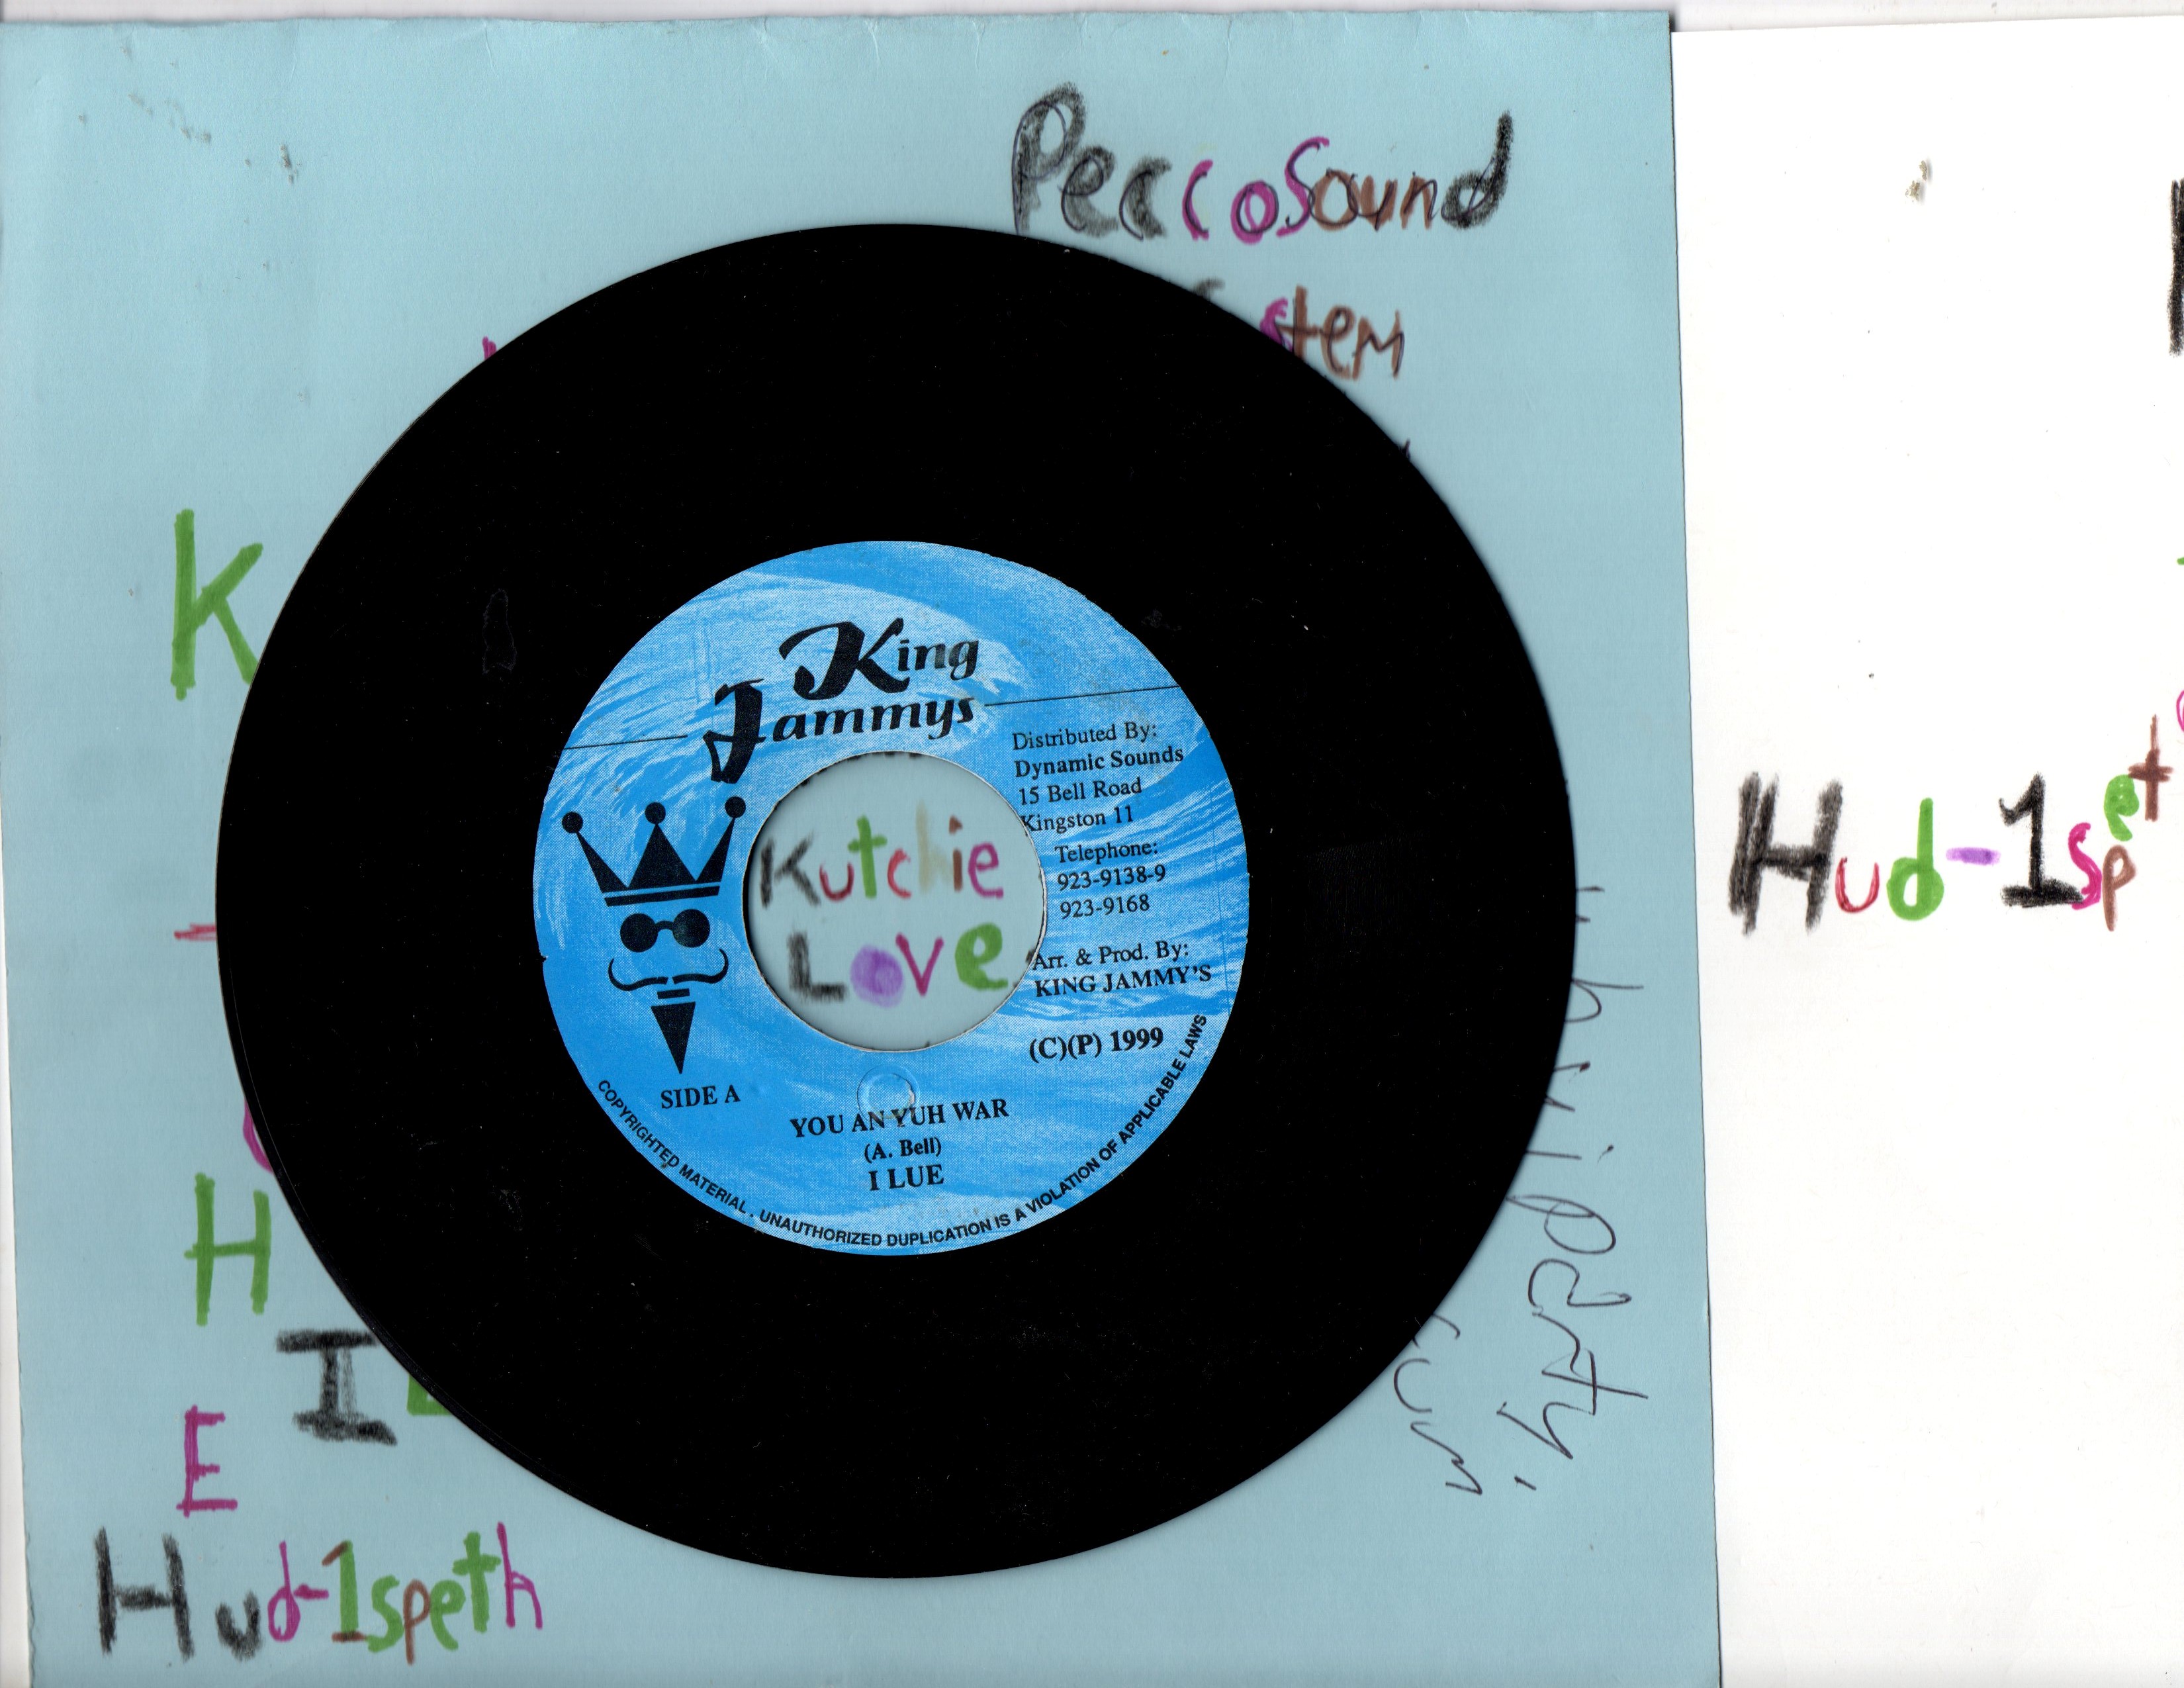 PeccoSound
stem
K
King
Jammys
Distributed By:
Dynamic Sounds
15 Bell Road
Kingston 11
Telephone:
923-9138-9
923-9168
Arr. & Prod. By:
KING JAMMY'S
(C)(P) 1999
Kutchie
Love
SIDE A
YOU AN YUH WAR
(A. Bell)
I LUE
COPYRIGHTED MATERIAL . UNAUTHORIZED DUPLICATION IS A VIOLATION OF APPLICABLE LAWS
H
I
E
Hud-1speth
Hud-1spet